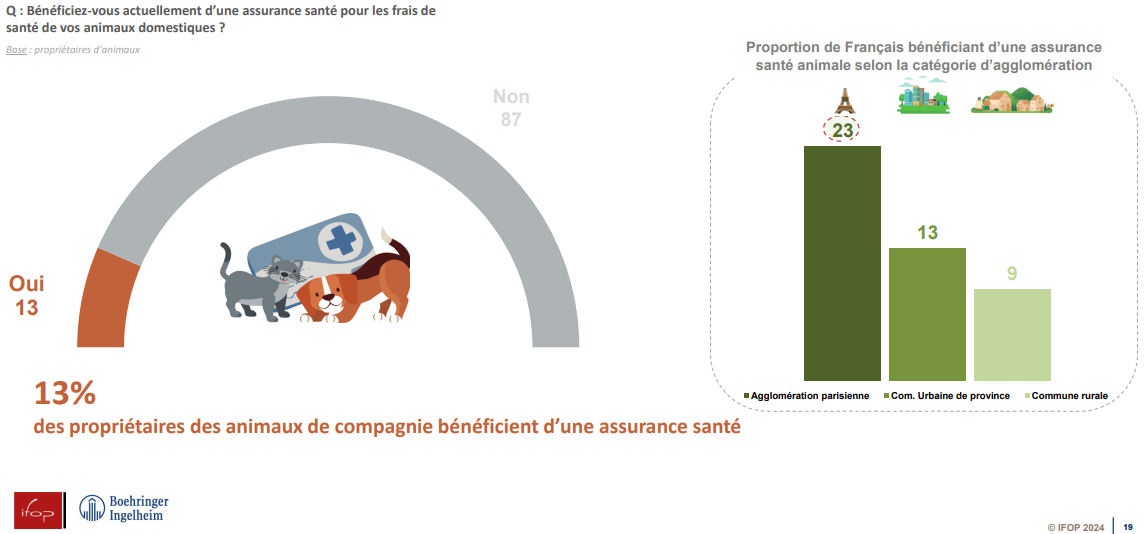 Q : Bénéficiez-vous actuellement d’une assurance santé pour les frais de
santé de vos animaux domestiques ?
Base : propriétaires d’animaux
Non
87
Oui
13
13%
des propriétaires des animaux de compagnie bénéficient d’une assurance santé
Proportion de Français bénéficiant d’une assurance
santé animale selon la catégorie d’agglomération
23
13
9
Agglomération parisienne
Com. Urbaine de province
Commune rurale
ifop
Boehringer
Ingelheim
© IFOP 2024
19